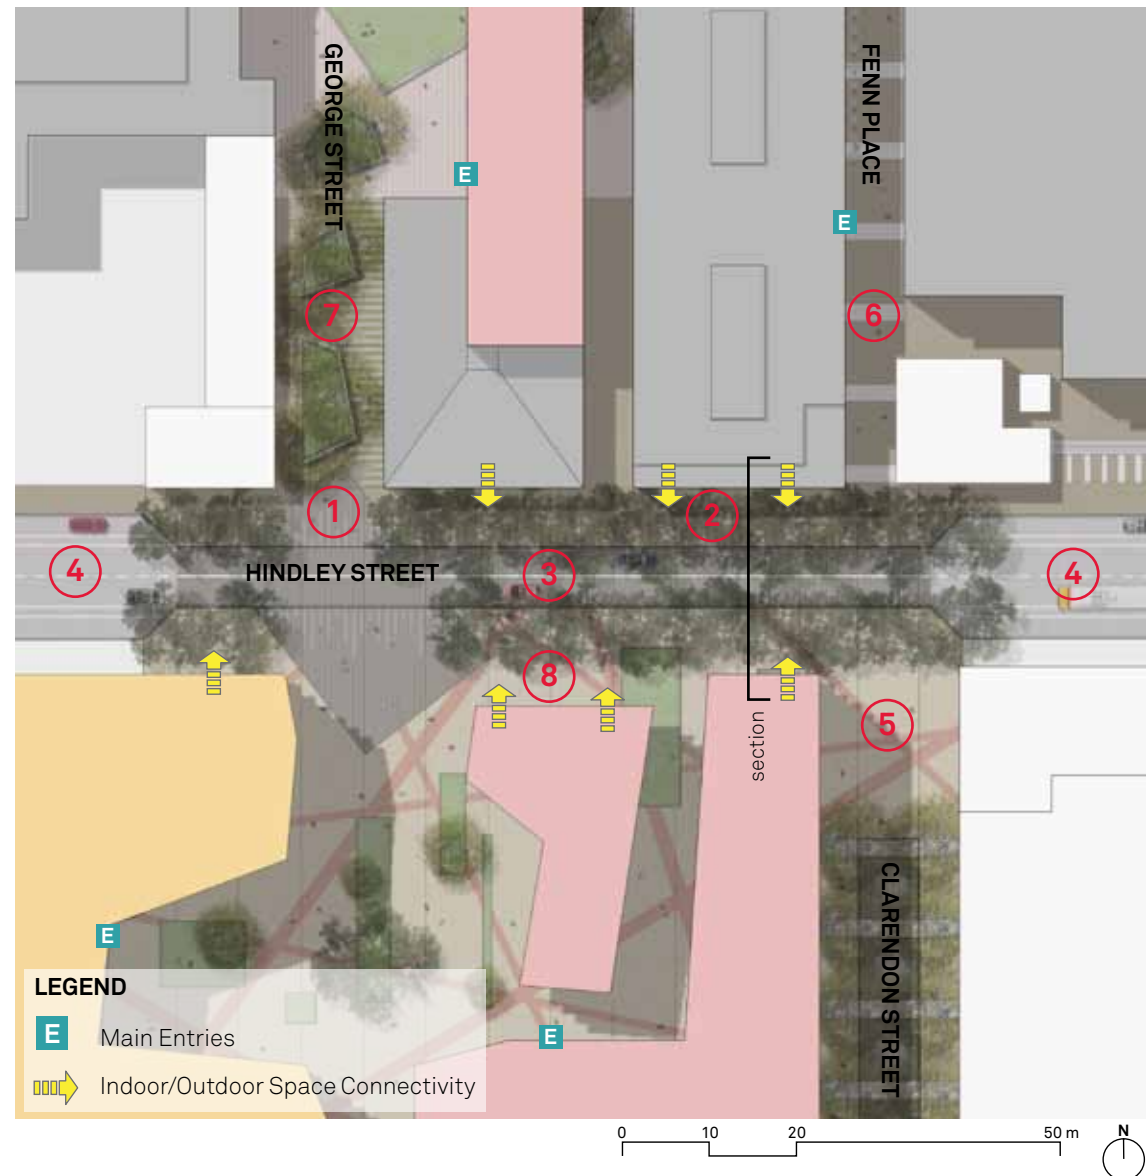 GEORGE STREET
FENN PLACE
E
E
7
6
1
2
4
HINDLEY STREET
3
4
8
5
section
CLARENDON STREET
E
E
LEGEND
E Main Entries
Indoor/Outdoor Space Connectivity
0 10 20 50 m
N